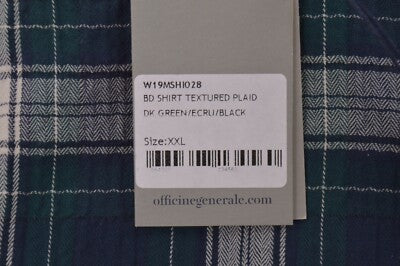 W19MSHI028
BD SHIRT TEXTURED PLAID
DK GREEN/ECRU/BLACK
Size:XXL
officinegenerale.com